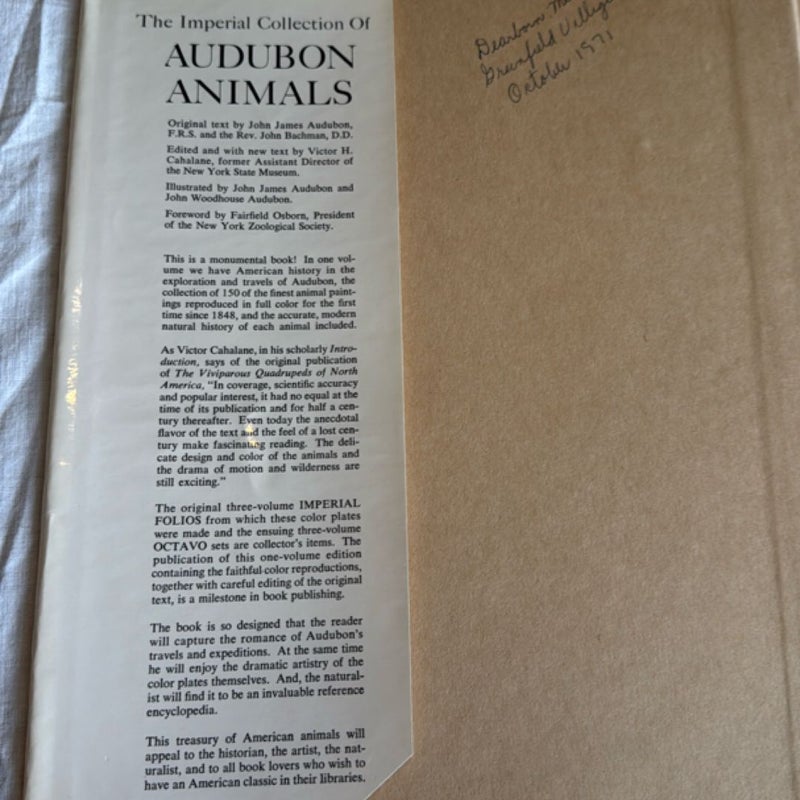 The Imperial Collection Of
AUDUBON
ANIMALS
Original text by John James Audubon,
F.R.S. and the Rev. John Bachman, D.D.
Edited and with new text by Victor H.
Cahalane, former Assistant Director of
the New York State Museum.
Illustrated by John James Audubon and
John Woodhouse Audubon.
Foreword by Fairfield Osborn, President
of the New York Zoological Society.
This is a monumental book! In one vol-
ume we have American history in the
exploration and travels of Audubon, the
collection of 150 of the finest animal paint-
ings reproduced in full color for the first
time since 1848, and the accurate, modern
natural history of each animal included.
As Victor Cahalane, in his scholarly Intro-
duction, says of the original publication
of The Viviparous Quadrupeds of North
America, "In coverage, scientific accuracy
and popular interest, it had no equal at the
time of its publication and for half a cen-
tury thereafter. Even today the anecdotal
flavor of the text and the feel of a lost cen-
tury make fascinating reading. The deli-
cate design and color of the animals and
the drama of motion and wilderness are
still exciting."
The original three-volume IMPERIAL
FOLIOS from which these color plates
were made and the ensuing three-volume
OCTAVO sets are collector's items. The
publication of this one-volume edition
containing the faithful color reproductions,
together with careful editing of the original
text, is a milestone in book publishing.
The book is so designed that the reader
will capture the romance of Audubon's
travels and expeditions. At the same time
he will enjoy the dramatic artistry of the
color plates themselves. And, the natural-
ist will find it to be an invaluable reference
encyclopedia.
This treasury of American animals will
appeal to the historian, the artist, the nat-
uralist, and to all book lovers who wish to
have an American classic in their libraries.
Dearborn
Greenfield Village
October 1971